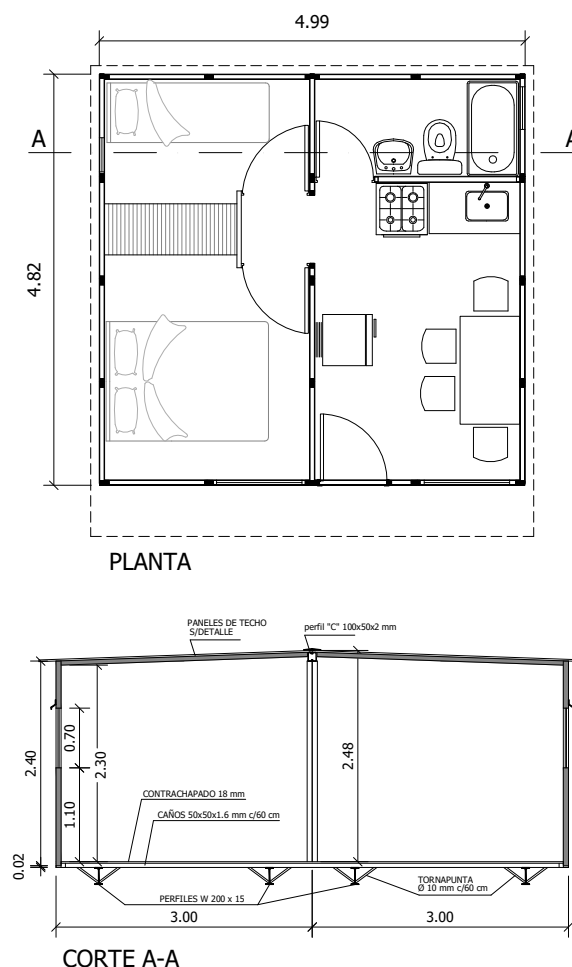 4.99
A
A
4.82
PLANTA
PANELES DE TECHO
S/DETALLE
perfil "C" 100x50x2 mm
2.40
0.70
2.30
2.48
1.10
CONTRACHAPADO 18 mm
CAÑOS 50x50x1.6 mm c/60 cm
0.02
PERFILES W 200 x 15
TORNAPUNTA
Ø 10 mm c/60 cm
3.00
3.00
CORTE A-A